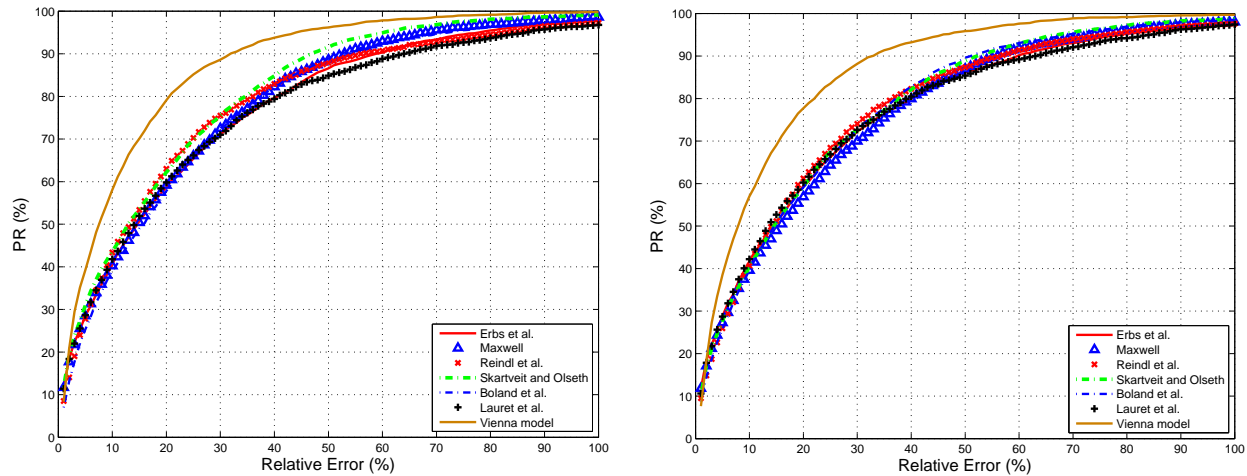 100
90
80
70
60
50
40
30
20
10
0
PR (%)
0 10 20 30 40 50 60 70 80 90 100
Relative Error (%)
Erbs et al.
Maxwell
Reindl et al.
Skartveit and Olseth
Boland et al.
Lauret et al.
Vienna model
100
90
80
70
60
50
40
30
20
10
0
PR (%)
0 10 20 30 40 50 60 70 80 90 100
Relative Error (%)
Erbs et al.
Maxwell
Reindl et al.
Skartveit and Olseth
Boland et al.
Lauret et al.
Vienna model